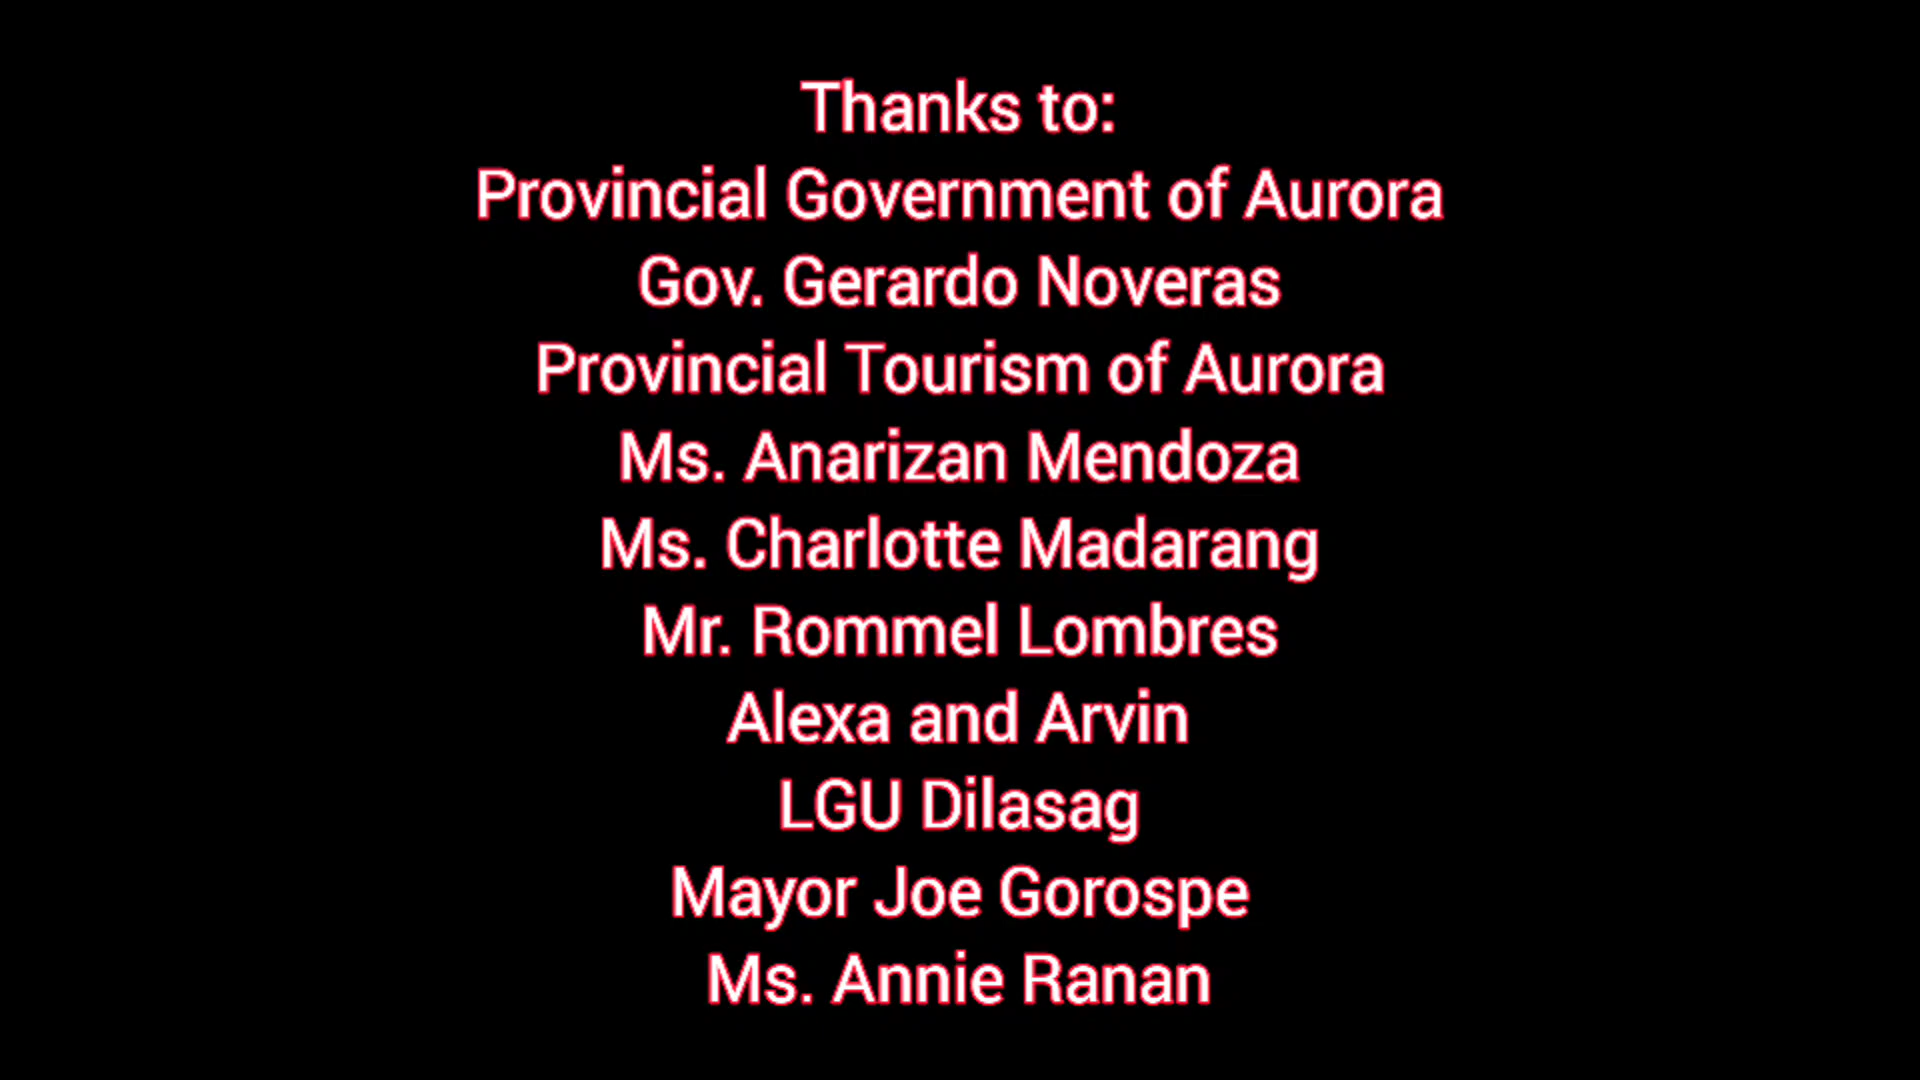 Thanks to:
Provincial Government of Aurora
Gov. Gerardo Noveras
Provincial Tourism of Aurora
Ms. Anarizan Mendoza
Ms. Charlotte Madarang
Mr. Rommel Lombres
Alexa and Arvin
LGU Dilasag
Mayor Joe Gorospe
Ms. Annie Ranan